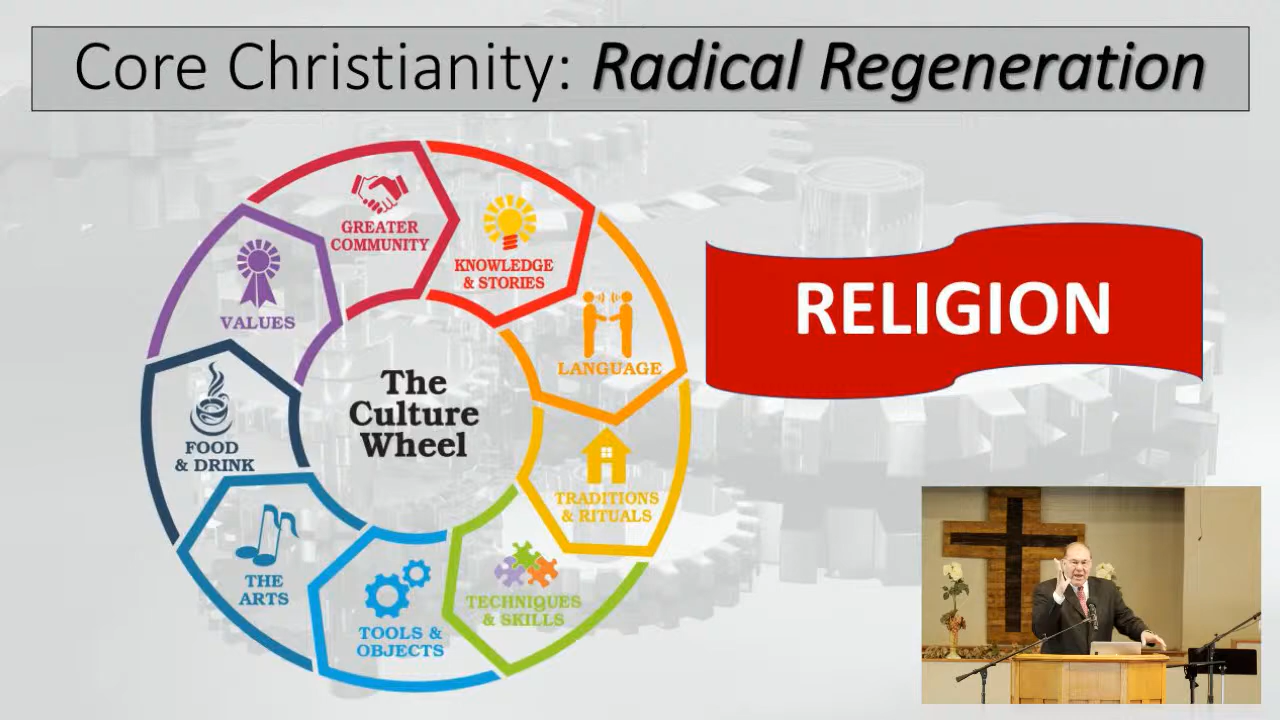 Core Christianity: Radical Regeneration
GREATER
COMMUNITY
KNOWLEDGE
& STORIES
LANGUAGE
TRADITIONS
& RITUALS
TECHNIQUES
& SKILLS
TOOLS &
OBJECTS
THE
ARTS
FOOD
& DRINK
VALUES
The
Culture
Wheel
RELIGION